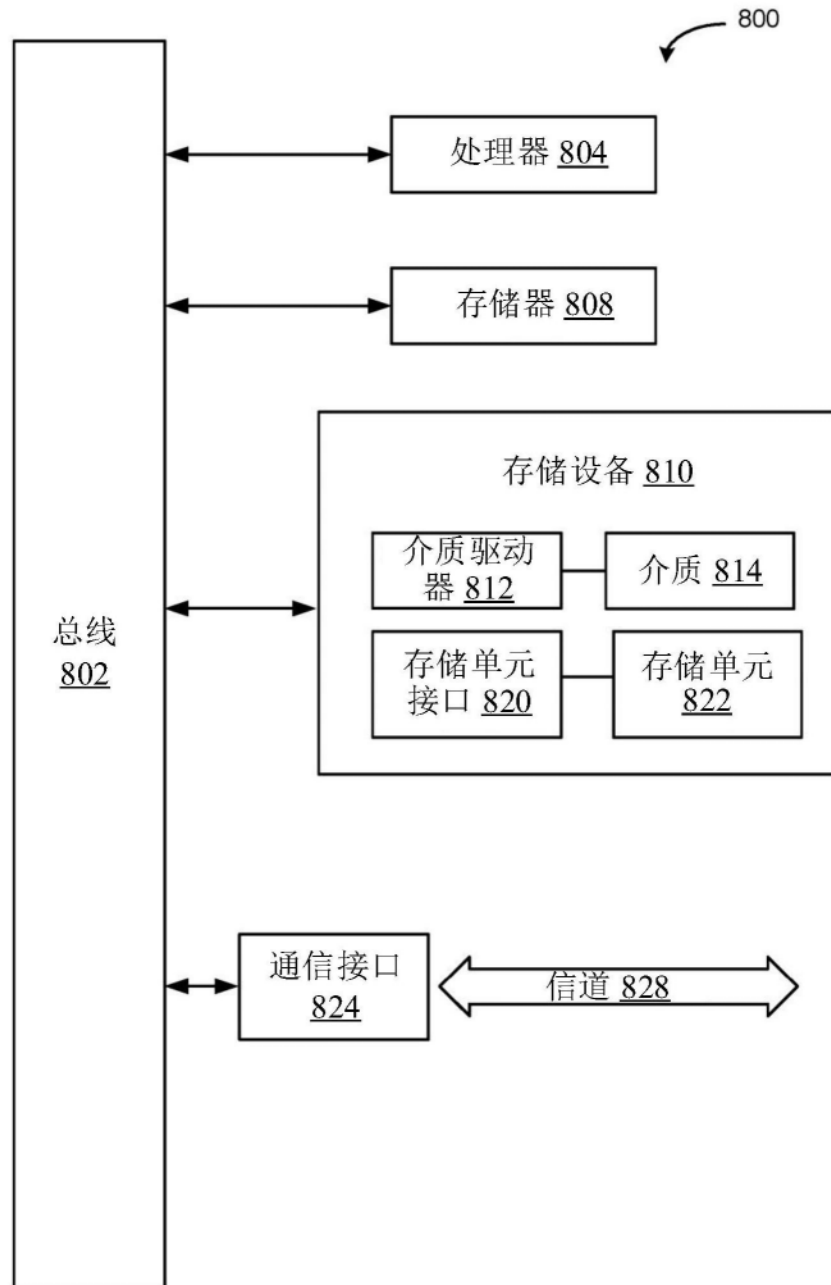 800
处理器 804
存储器 808
存储设备 810
介质驱动
器 812
介质 814
存储单元
接口 820
存储单元
822
总线
802
通信接口
824
信道 828